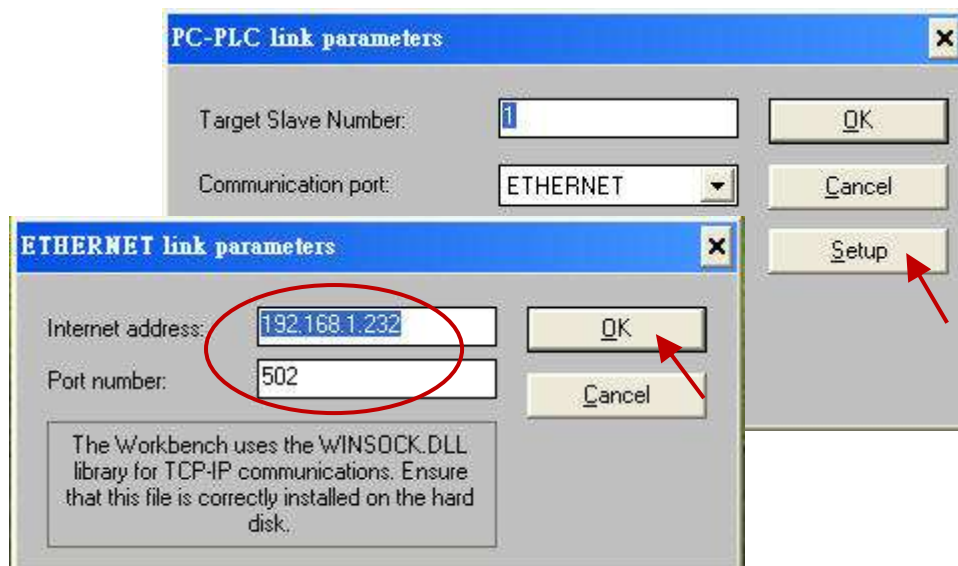 PC-PLC link parameters
Target Slave Number:
1
OK
Communication port:
ETHERNET
Cancel
Setup
ETHERNET link parameters
Internet address:
192.168.1.232
OK
Port number:
502
Cancel
The Workbench uses the WINSOCK.DLL
library for TCP-IP communications. Ensure
that this file is correctly installed on the hard
disk.